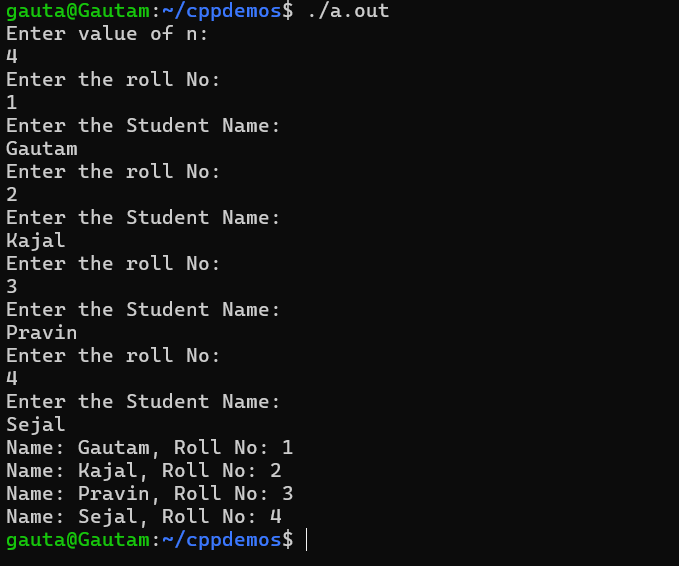 gauta@Gautam:~/cppdemos$ ./a.out
Enter value of n:
4
Enter the roll No:
1
Enter the Student Name:
Gautam
Enter the roll No:
2
Enter the Student Name:
Kajal
Enter the roll No:
3
Enter the Student Name:
Pravin
Enter the roll No:
4
Enter the Student Name:
Sejal
Name: Gautam, Roll No: 1
Name: Kajal, Roll No: 2
Name: Pravin, Roll No: 3
Name: Sejal, Roll No: 4
gauta@Gautam:~/cppdemos$